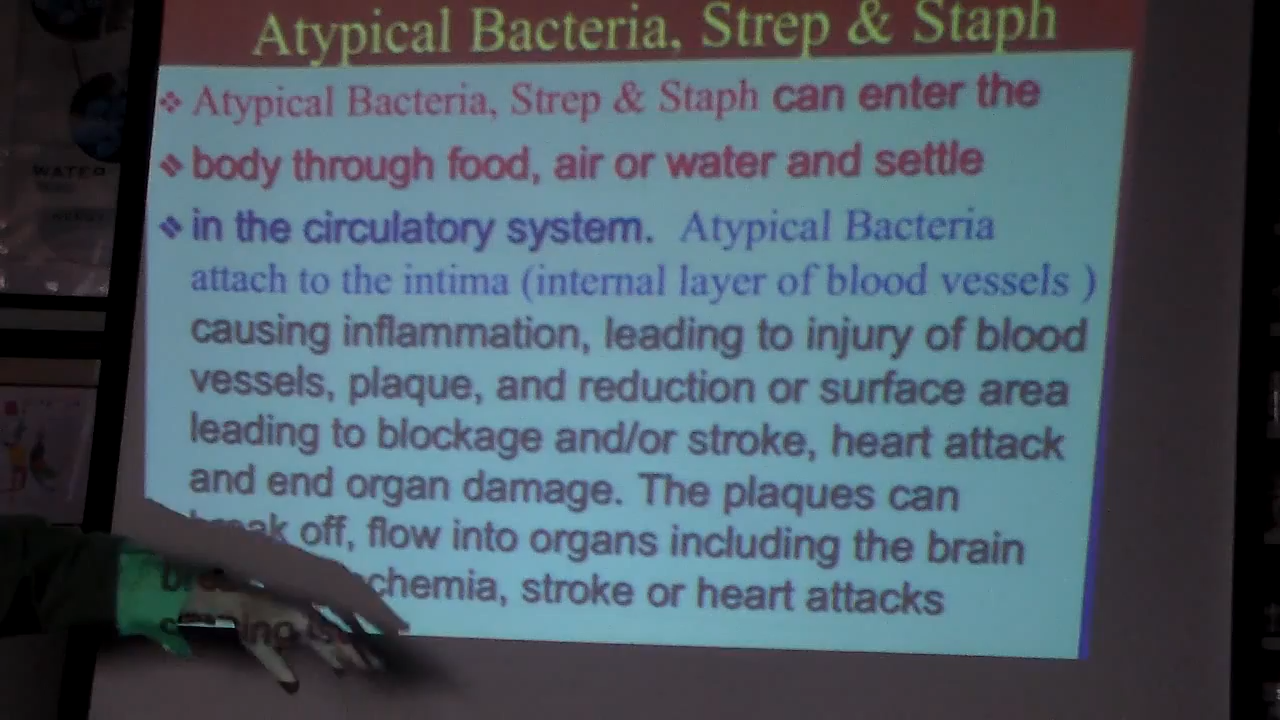 Atypical Bacteria, Strep & Staph
Atypical Bacteria, Strep & Staph can enter the
body through food, air or water and settle
in the circulatory system. Atypical Bacteria
attach to the intima (internal layer of blood vessels )
causing inflammation, leading to injury of blood
vessels, plaque, and reduction or surface area
leading to blockage and/or stroke, heart attack
and end organ damage. The plaques can
break off, flow into organs including the brain
chemia, stroke or heart attacks
WATER